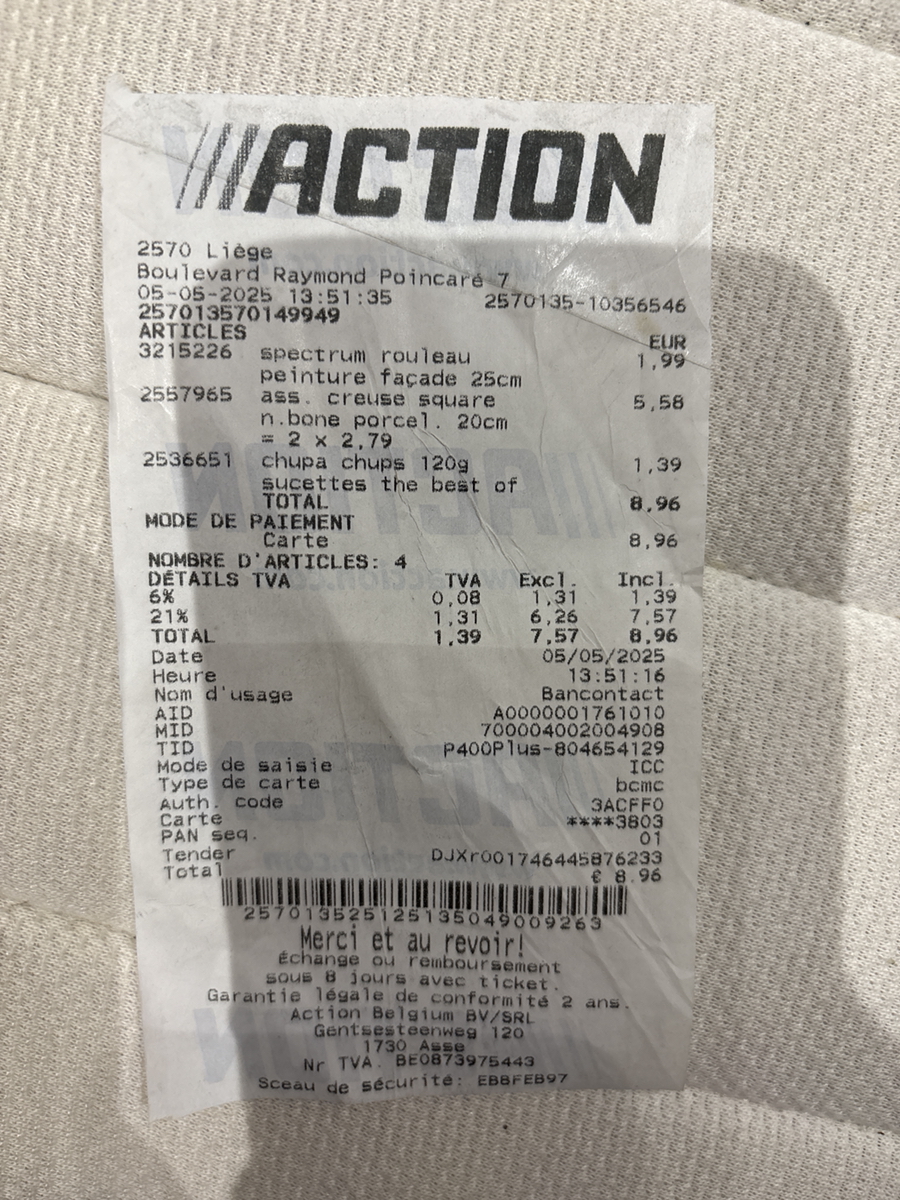 ACTION
2570 Liège
Boulevard Raymond Poincaré 7
05-05-2025 13:51:35 2570135-10356546
257013570149949
ARTICLES EUR
3215226 spectrum rouleau 1,99
peinture façade 25cm
2557965 ass. creuse square 5,58
n.bone porcel. 20cm
= 2 x 2,79
2536651 chupa chups 120g 1,39
sucettes the best of
TOTAL 8,96
MODE DE PAIEMENT
Carte 8,96
NOMBRE D'ARTICLES: 4
DÉTAILS TVA TVA Excl. Incl.
6% 0,08 1,31 1,39
21% 1,31 6,26 7,57
TOTAL 1,39 7,57 8,96
Date 05/05/2025
Heure 13:51:16
Nom d'usage Bancontact
AID A0000001761010
MID 700004002004908
TID P400Plus-804654129
Mode de saisie ICC
Type de carte bcmc
Auth. code 3ACFF0
Carte ****3803
PAN seq. 01
Tender DJXr001746445876233
Total € 8.96
257013525125135049009263
Merci et au revoir!
Échange ou remboursement
sous 8 jours avec ticket.
Garantie légale de conformité 2 ans.
Action Belgium BV/SRL
Gentsesteenweg 120
1730 Asse
Nr TVA. BE0873975443
Sceau de sécurité: EB8FEB97